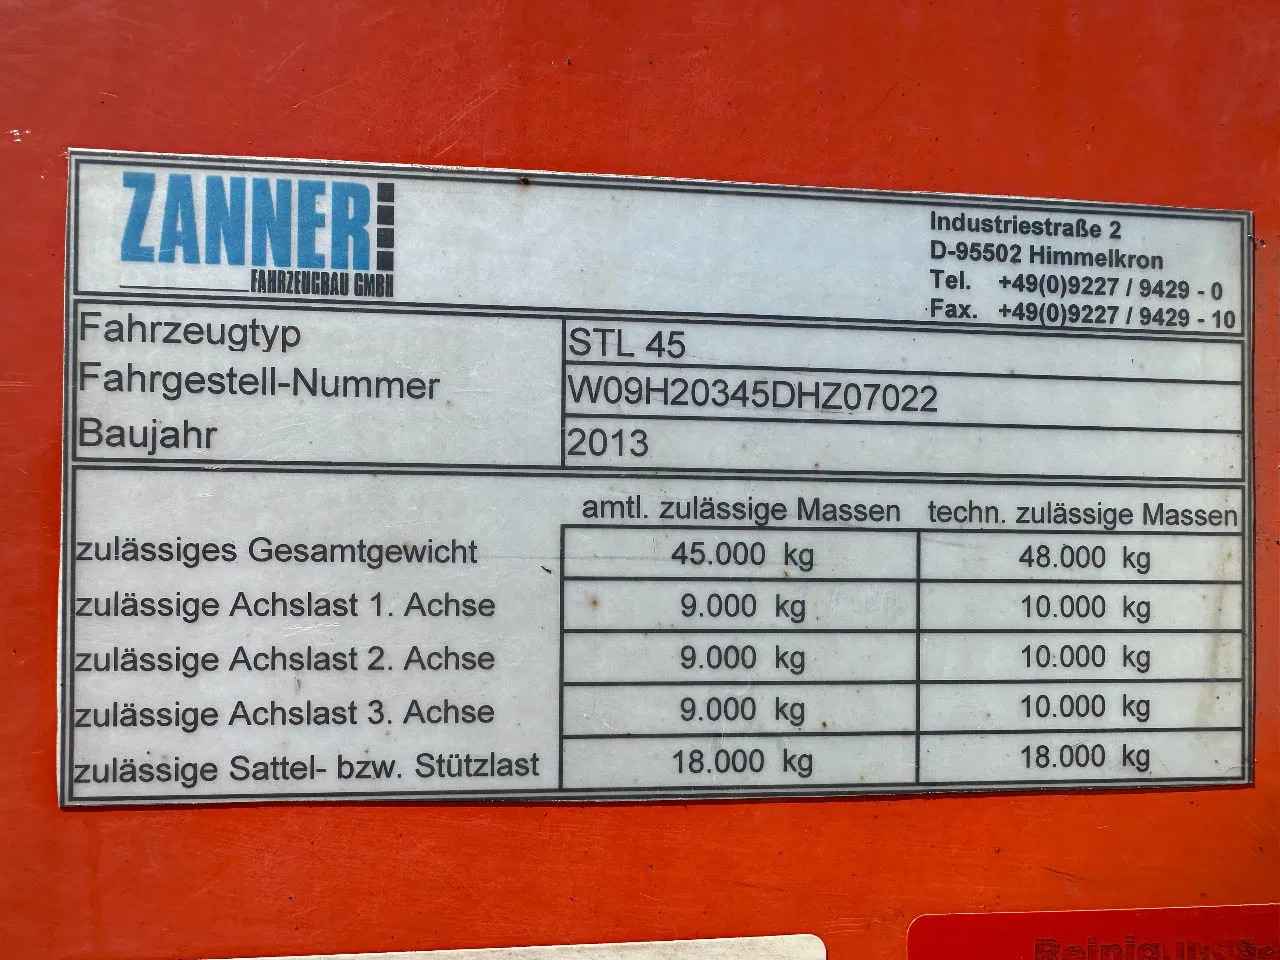 ZANNER
FAHRZEUGBAU GMBH
Industriestraße 2
D-95502 Himmelkron
Tel. +49(0)9227 / 9429 - 0
Fax. +49(0)9227 / 9429 - 10
Fahrzeugtyp STL 45
Fahrgestell-Nummer W09H20345DHZ07022
Baujahr 2013
amtl. zulässige Massen techn. zulässige Massen
zulässiges Gesamtgewicht 45.000 kg 48.000 kg
zulässige Achslast 1. Achse 9.000 kg 10.000 kg
zulässige Achslast 2. Achse 9.000 kg 10.000 kg
zulässige Achslast 3. Achse 9.000 kg 10.000 kg
zulässige Sattel- bzw. Stützlast 18.000 kg 18.000 kg